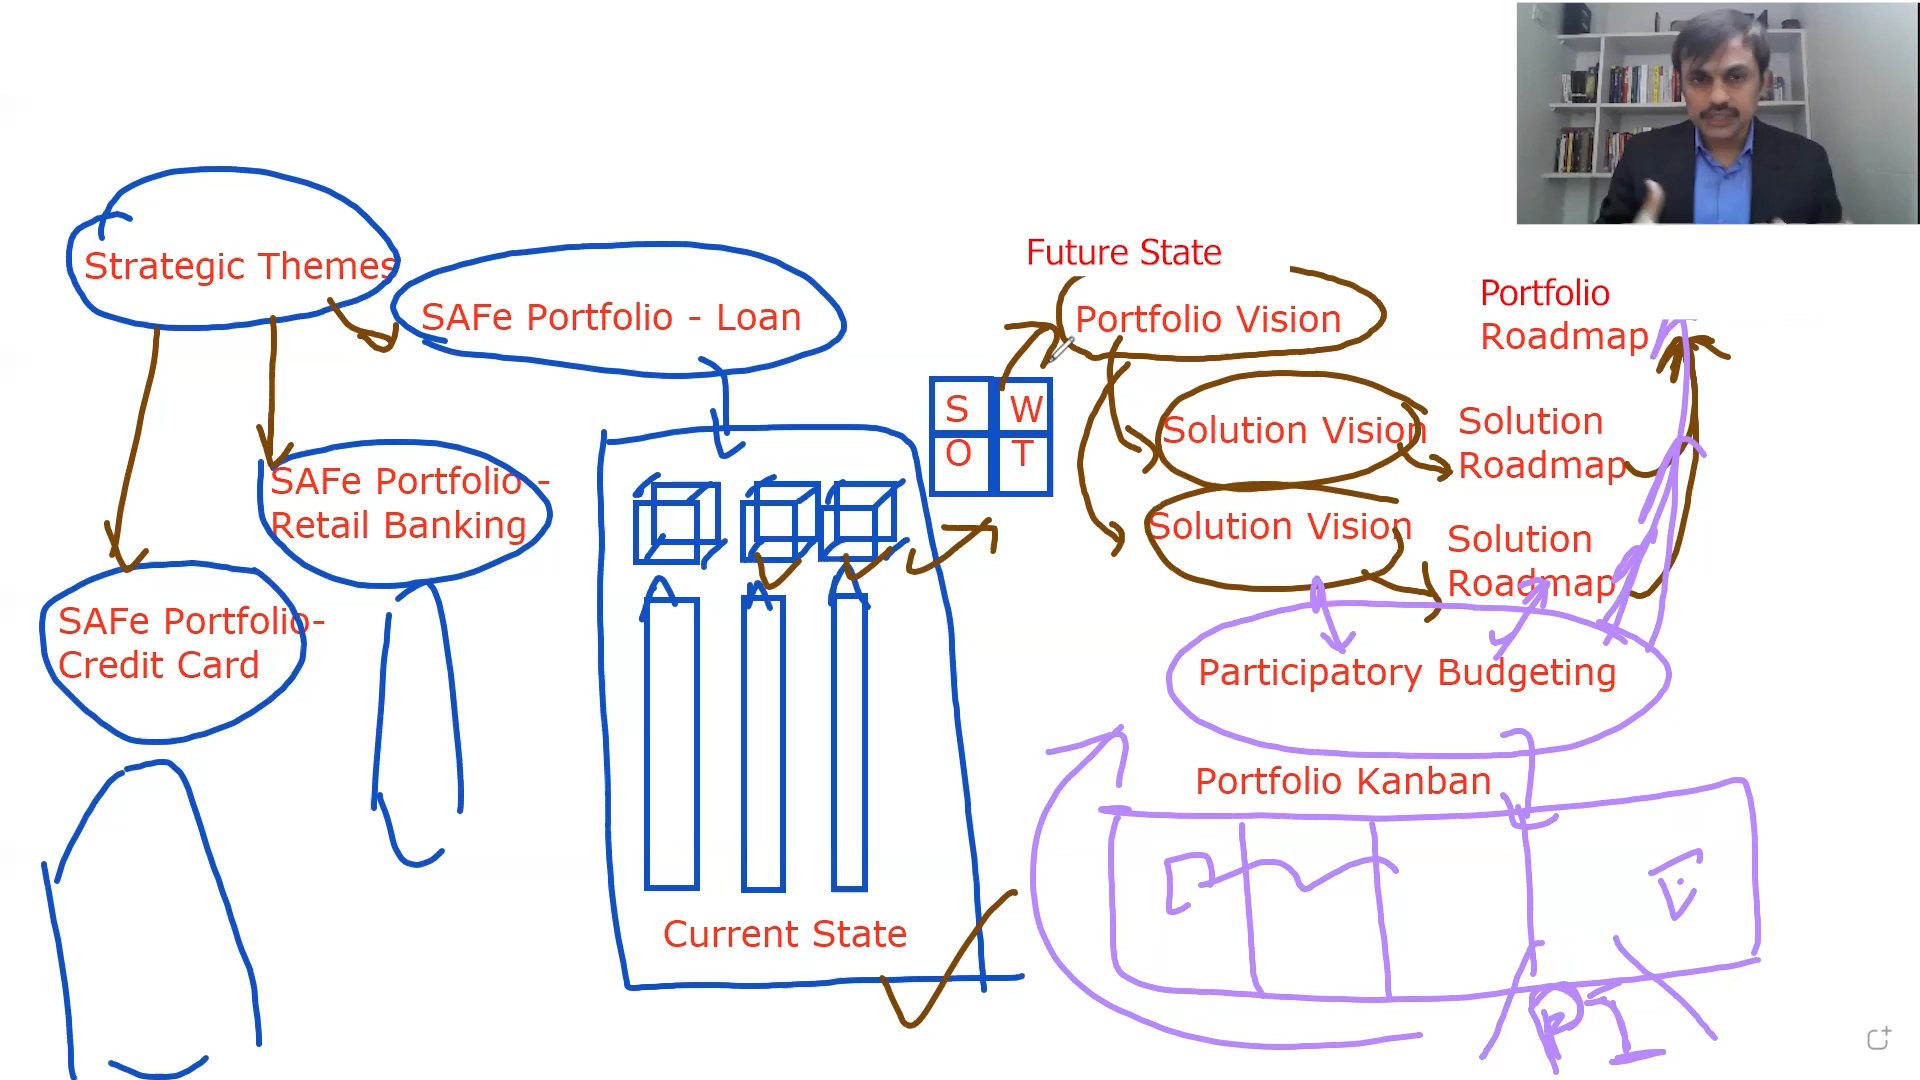 Strategic Themes
SAFe Portfolio - Loan
SAFe Portfolio -
Retail Banking
SAFe Portfolio-
Credit Card
Current State
S W
O T
Future State
Portfolio Vision
Solution Vision
Solution Vision
Portfolio
Roadmap
Solution
Roadmap
Solution
Roadmap
Participatory Budgeting
Portfolio Kanban
PI